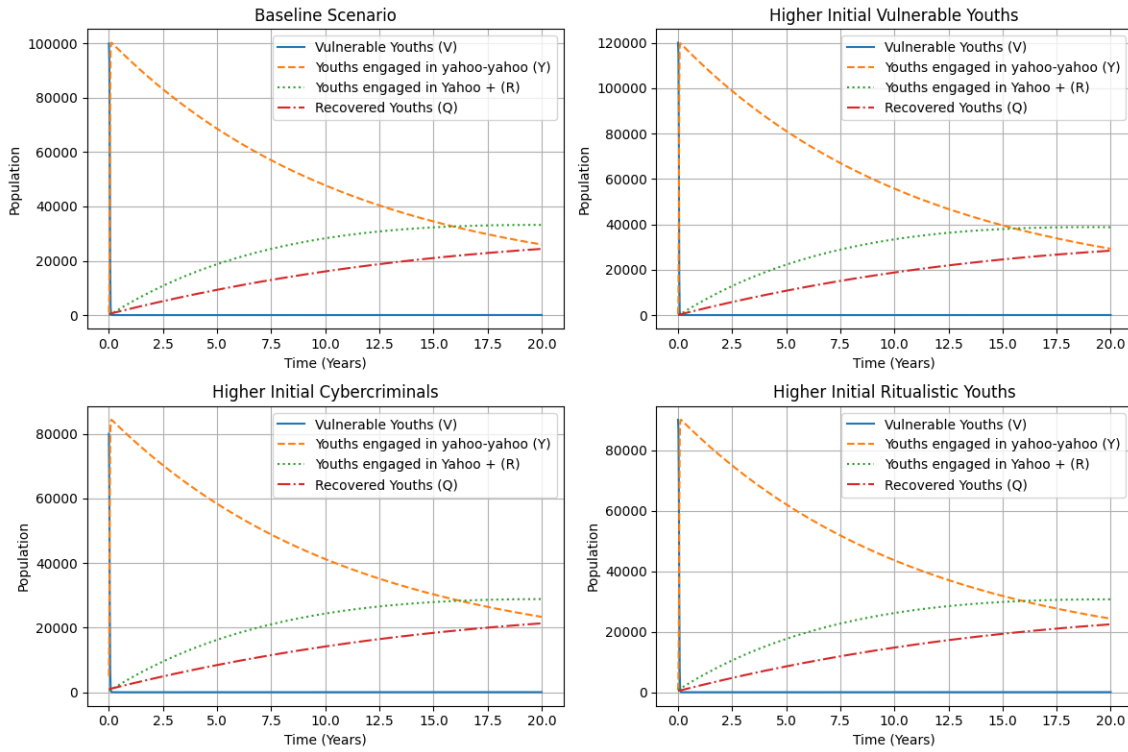 Baseline Scenario
100000
80000
60000
40000
20000
0
Population
Vulnerable Youths (V)
Youths engaged in yahoo-yahoo (Y)
Youths engaged in Yahoo + (R)
Recovered Youths (Q)
0.0 2.5 5.0 7.5 10.0 12.5 15.0 17.5 20.0
Time (Years)
Higher Initial Vulnerable Youths
120000
100000
80000
60000
40000
20000
0
Population
Vulnerable Youths (V)
Youths engaged in yahoo-yahoo (Y)
Youths engaged in Yahoo + (R)
Recovered Youths (Q)
0.0 2.5 5.0 7.5 10.0 12.5 15.0 17.5 20.0
Time (Years)
Higher Initial Cybercriminals
80000
60000
40000
20000
0
Population
Vulnerable Youths (V)
Youths engaged in yahoo-yahoo (Y)
Youths engaged in Yahoo + (R)
Recovered Youths (Q)
0.0 2.5 5.0 7.5 10.0 12.5 15.0 17.5 20.0
Time (Years)
Higher Initial Ritualistic Youths
80000
60000
40000
20000
0
Population
Vulnerable Youths (V)
Youths engaged in yahoo-yahoo (Y)
Youths engaged in Yahoo + (R)
Recovered Youths (Q)
0.0 2.5 5.0 7.5 10.0 12.5 15.0 17.5 20.0
Time (Years)